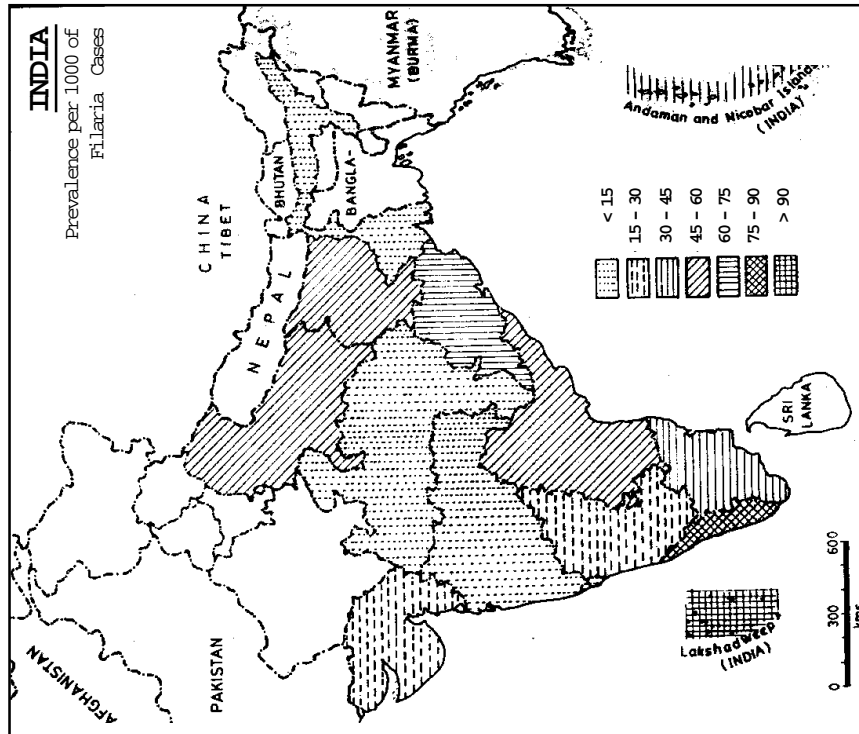 INDIA
Prevalence per 1000 of
Filaria Cases
CHINA
TIBET
NEPAL
BHUTAN
BANGLA-
MYANMAR
(BURMA)
AFGHANISTAN
PAKISTAN
SRI
LANKA
Andaman and Nicobar Island
(INDIA)
Lakshadweep
(INDIA)
< 15
15 - 30
30 - 45
45 - 60
60 - 75
75 - 90
> 90
0 300 600
kms